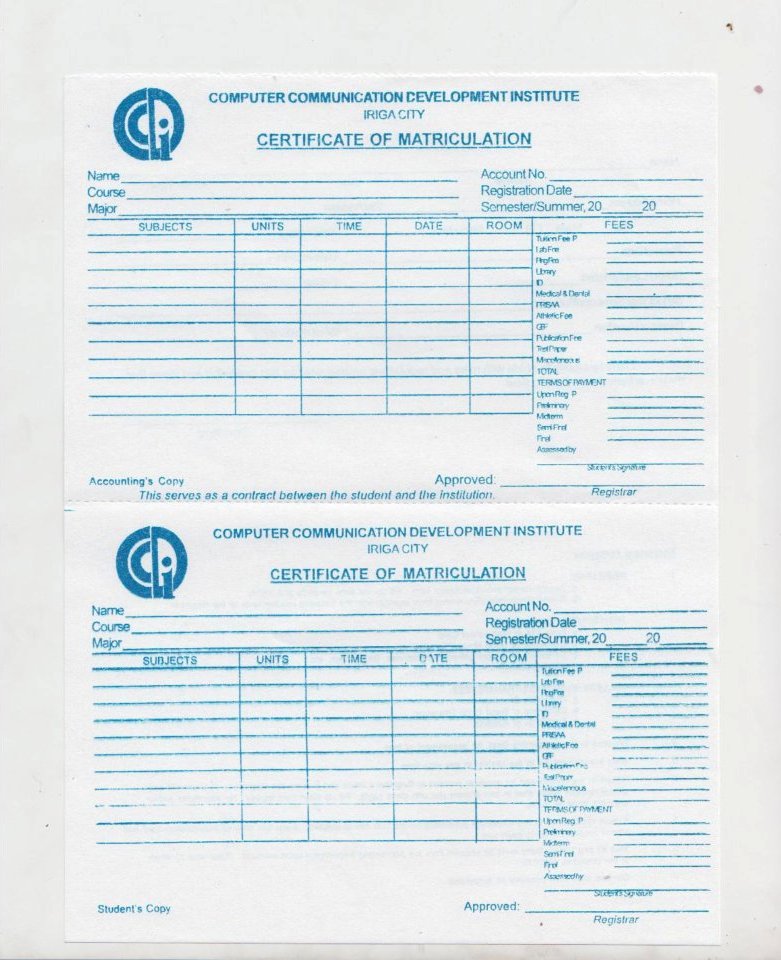 CCDI
COMPUTER COMMUNICATION DEVELOPMENT INSTITUTE
IRIGA CITY
CERTIFICATE OF MATRICULATION
Name
Account No.
Course
Registration Date
Major
Semester/Summer, 20 20
SUBJECTS UNITS TIME DATE ROOM FEES
Tuition Fee P
Lab Fee
Reg Fee
Library
ID
Medical & Dental
PRISAA
Athletic Fee
Publication Fee
Test Paper
Miscellaneous
TOTAL
TERMS OF PAYMENT
Upon Reg P
Preliminary
Midterm
Semi Final
Final
Assessed by
Student's Signature
Accounting's Copy
Approved:
This serves as a contract between the student and the institution.
Registrar
CCDI
COMPUTER COMMUNICATION DEVELOPMENT INSTITUTE
IRIGA CITY
CERTIFICATE OF MATRICULATION
Name
Account No.
Course
Registration Date
Major
Semester/Summer, 20 20
SUBJECTS UNITS TIME DATE ROOM FEES
Tuition Fee P
Lab Fee
Reg Fee
Library
ID
Medical & Dental
PRISAA
Athletic Fee
Publication Fee
Test Paper
Miscellaneous
TOTAL
TERMS OF PAYMENT
Upon Reg P
Preliminary
Midterm
Semi Final
Final
Assessed by
Student's Signature
Student's Copy
Approved:
Registrar